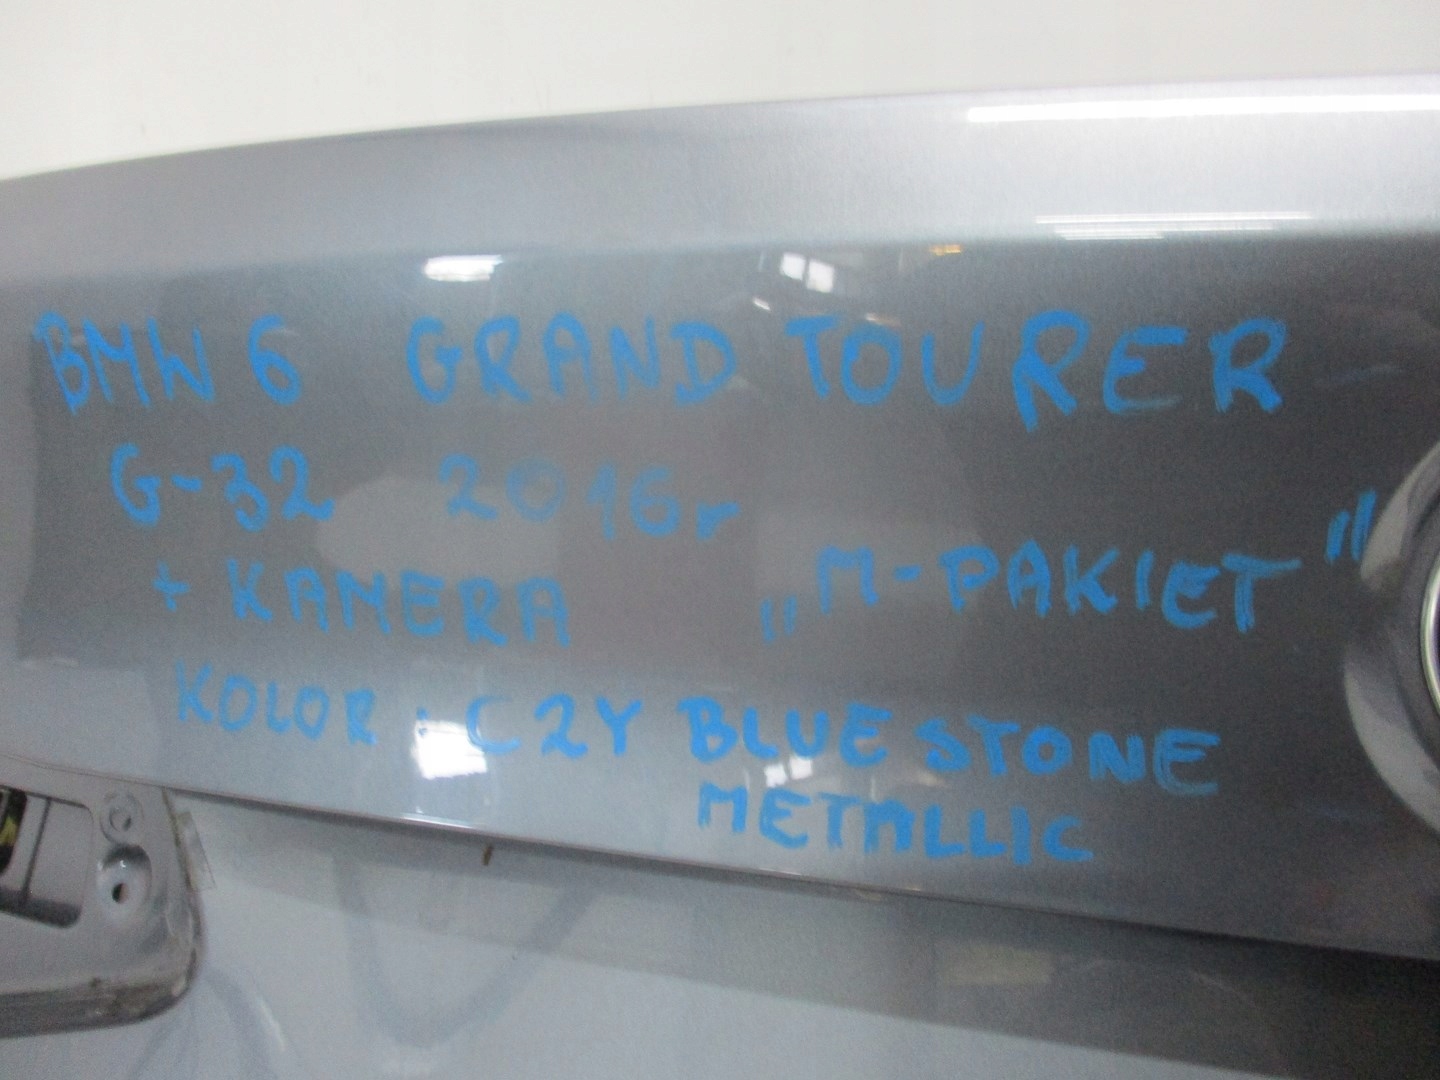 BMW 6 GRAND TOURER
G-32 2016r
+ KAMERA „M-PAKIET"
KOLOR: C2Y BLUE STONE
METALLIC